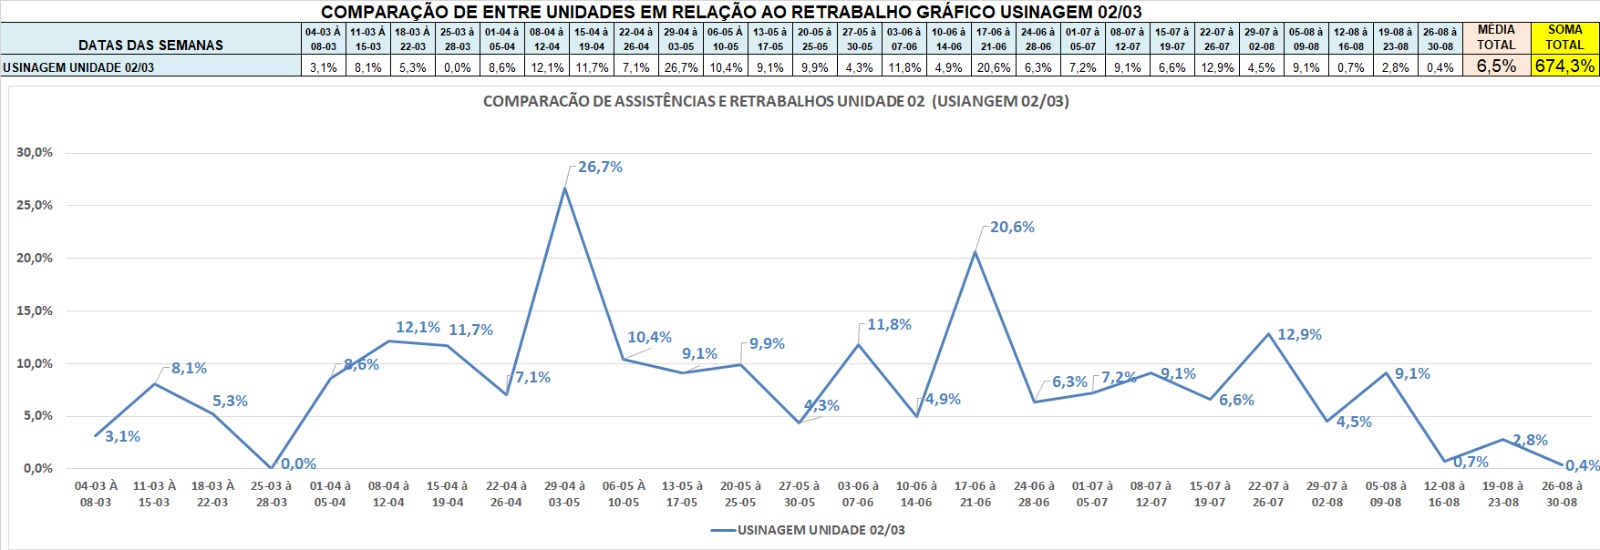 COMPARAÇÃO DE ENTRE UNIDADES EM RELAÇÃO AO RETRABALHO GRÁFICO USINAGEM 02/03
DATAS DAS SEMANAS
04-03 À 08-03
11-03 À 15-03
18-03 À 22-03
25-03 à 28-03
01-04 à 05-04
08-04 à 12-04
15-04 à 19-04
22-04 à 26-04
29-04 à 03-05
06-05 À 10-05
13-05 à 17-05
20-05 à 25-05
27-05 à 30-05
03-06 à 07-06
10-06 à 14-06
17-06 à 21-06
24-06 à 28-06
01-07 à 05-07
08-07 à 12-07
15-07 à 19-07
22-07 à 26-07
29-07 à 02-08
05-08 à 09-08
12-08 à 16-08
19-08 à 23-08
26-08 à 30-08
MÉDIA TOTAL
SOMA TOTAL
USINAGEM UNIDADE 02/03 3,1% 8,1% 5,3% 0,0% 8,6% 12,1% 11,7% 7,1% 26,7% 10,4% 9,1% 9,9% 4,3% 11,8% 4,9% 20,6% 6,3% 7,2% 9,1% 6,6% 12,9% 4,5% 9,1% 0,7% 2,8% 0,4% 6,5% 674,3%
COMPARACÃO DE ASSISTÊNCIAS E RETRABALHOS UNIDADE 02 (USIANGEM 02/03)
30,0%
25,0%
20,0%
15,0%
10,0%
5,0%
0,0%
3,1%
8,1%
5,3%
0,0%
8,6%
12,1%
11,7%
7,1%
26,7%
10,4%
9,1%
9,9%
4,3%
11,8%
4,9%
20,6%
6,3%
7,2%
9,1%
6,6%
12,9%
4,5%
9,1%
0,7%
2,8%
0,4%
04-03 À 08-03
11-03 À 15-03
18-03 À 22-03
25-03 à 28-03
01-04 à 05-04
08-04 à 12-04
15-04 à 19-04
22-04 à 26-04
29-04 à 03-05
06-05 À 10-05
13-05 à 17-05
20-05 à 25-05
27-05 à 30-05
03-06 à 07-06
10-06 à 14-06
17-06 à 21-06
24-06 à 28-06
01-07 à 05-07
08-07 à 12-07
15-07 à 19-07
22-07 à 26-07
29-07 à 02-08
05-08 à 09-08
12-08 à 16-08
19-08 à 23-08
26-08 à 30-08
USINAGEM UNIDADE 02/03